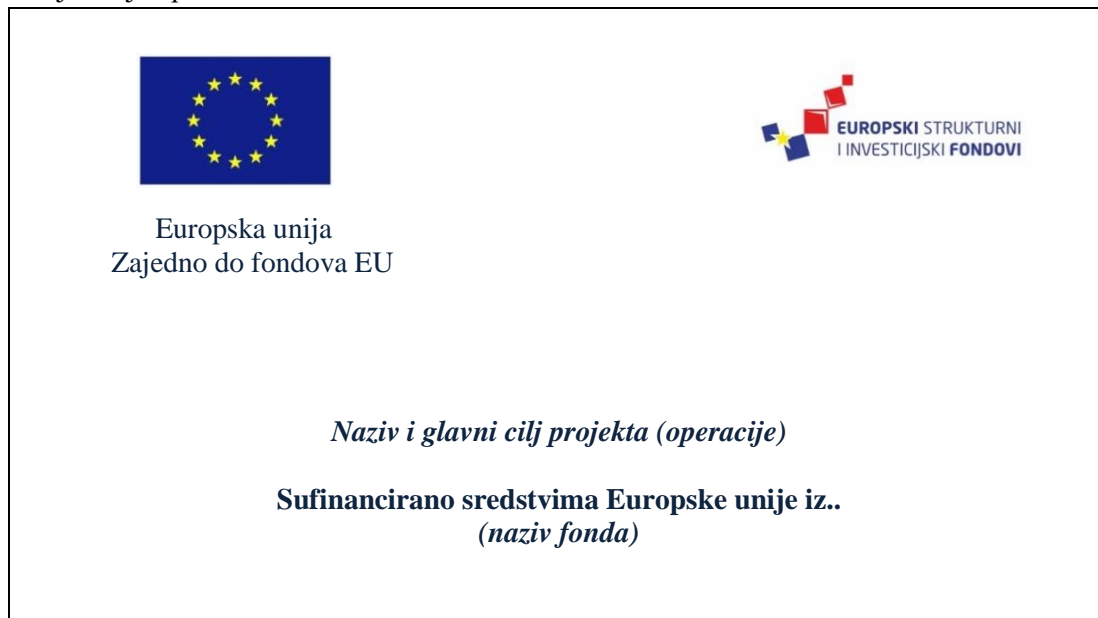 EUROPSKI STRUKTURNI
I INVESTICIJSKI FONDOVI
Europska unija
Zajedno do fondova EU
Naziv i glavni cilj projekta (operacije)
Sufinancirano sredstvima Europske unije iz..
(naziv fonda)